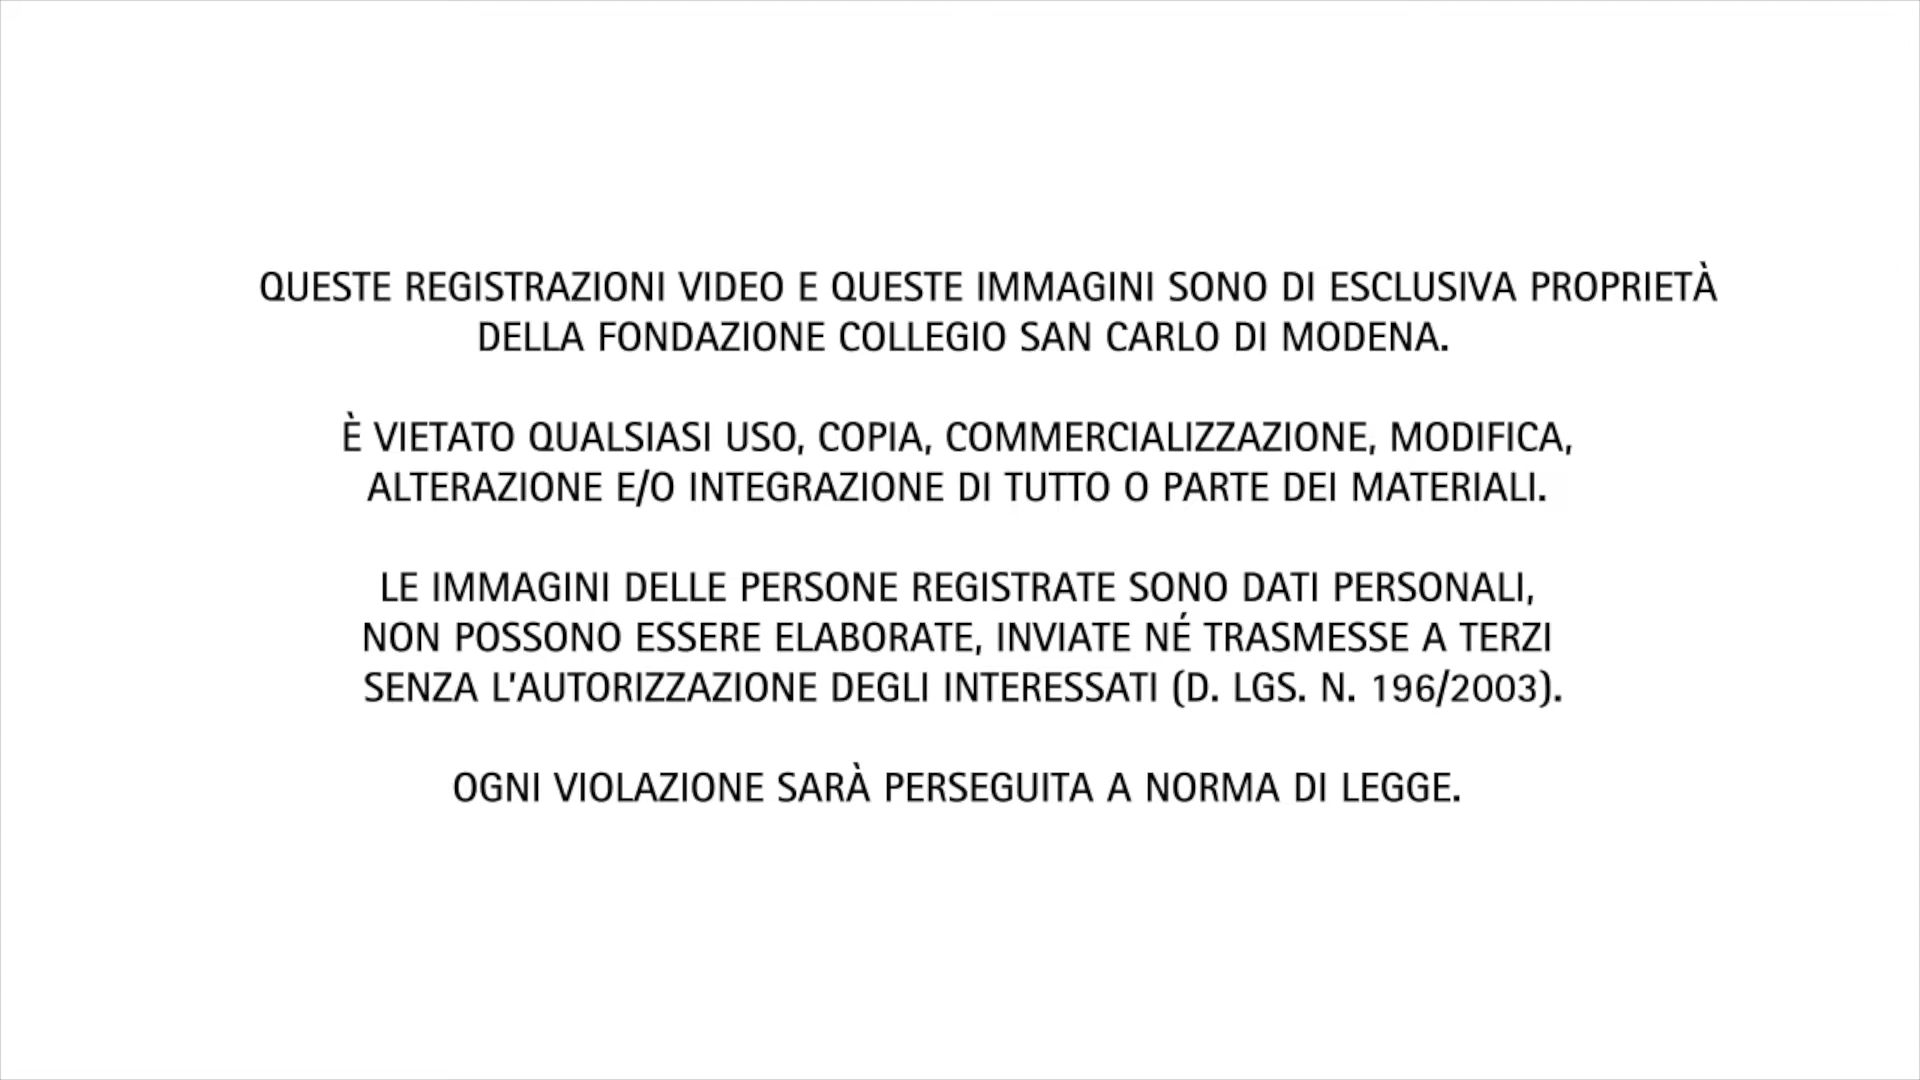 QUESTE REGISTRAZIONI VIDEO E QUESTE IMMAGINI SONO DI ESCLUSIVA PROPRIETÀ
DELLA FONDAZIONE COLLEGIO SAN CARLO DI MODENA.
È VIETATO QUALSIASI USO, COPIA, COMMERCIALIZZAZIONE, MODIFICA,
ALTERAZIONE E/O INTEGRAZIONE DI TUTTO O PARTE DEI MATERIALI.
LE IMMAGINI DELLE PERSONE REGISTRATE SONO DATI PERSONALI,
NON POSSONO ESSERE ELABORATE, INVIATE NÉ TRASMESSE A TERZI
SENZA L'AUTORIZZAZIONE DEGLI INTERESSATI (D. LGS. N. 196/2003).
OGNI VIOLAZIONE SARÀ PERSEGUITA A NORMA DI LEGGE.